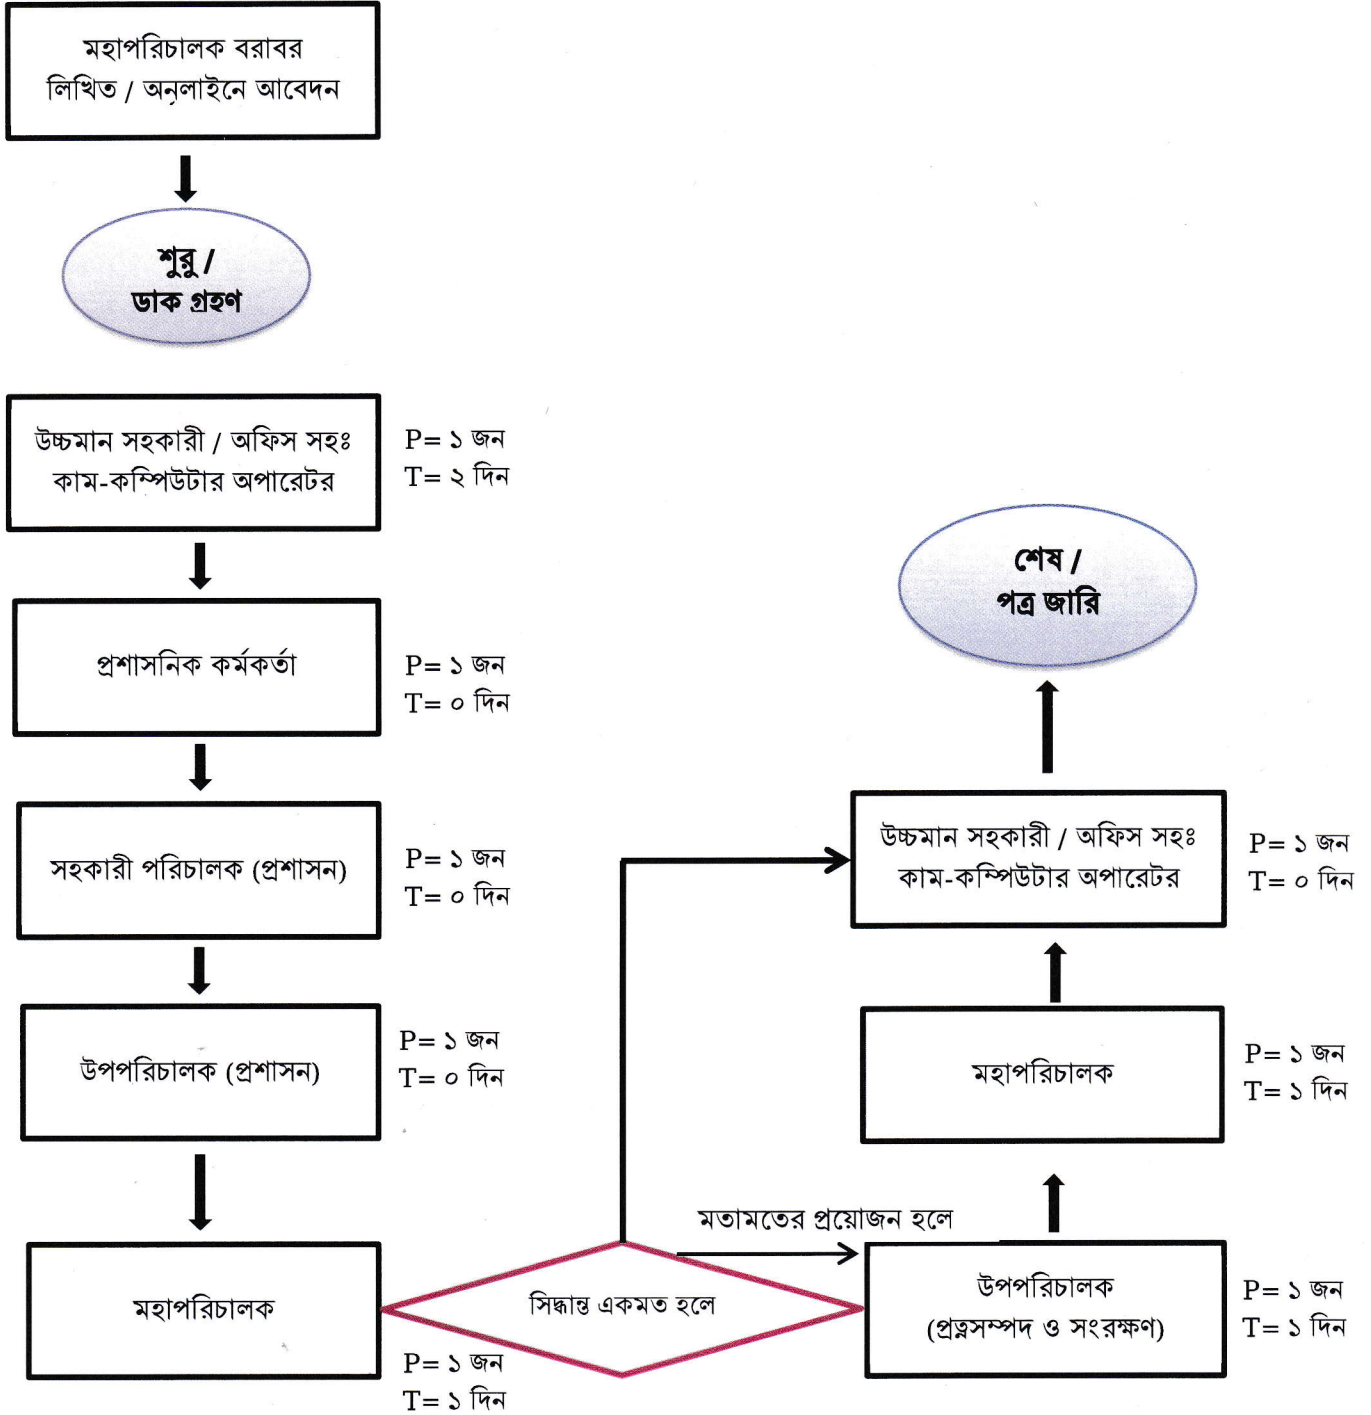 মহাপরিচালক বরাবর
লিখিত / অনলাইনে আবেদন
শুরু /
ডাক গ্রহণ
উচ্চমান সহকারী / অফিস সহঃ
কাম-কম্পিউটার অপারেটর
P= ১ জন
T= ২ দিন
প্রশাসনিক কর্মকর্তা
P= ১ জন
T= ০ দিন
সহকারী পরিচালক (প্রশাসন)
P= ১ জন
T= ০ দিন
উপপরিচালক (প্রশাসন)
P= ১ জন
T= ০ দিন
মহাপরিচালক
P= ১ জন
T= ১ দিন
সিদ্ধান্ত একমত হলে
মতামতের প্রয়োজন হলে
উপপরিচালক
(প্রত্নসম্পদ ও সংরক্ষণ)
P= ১ জন
T= ১ দিন
মহাপরিচালক
P= ১ জন
T= ১ দিন
উচ্চমান সহকারী / অফিস সহঃ
কাম-কম্পিউটার অপারেটর
P= ১ জন
T= ০ দিন
শেষ /
পত্র জারি